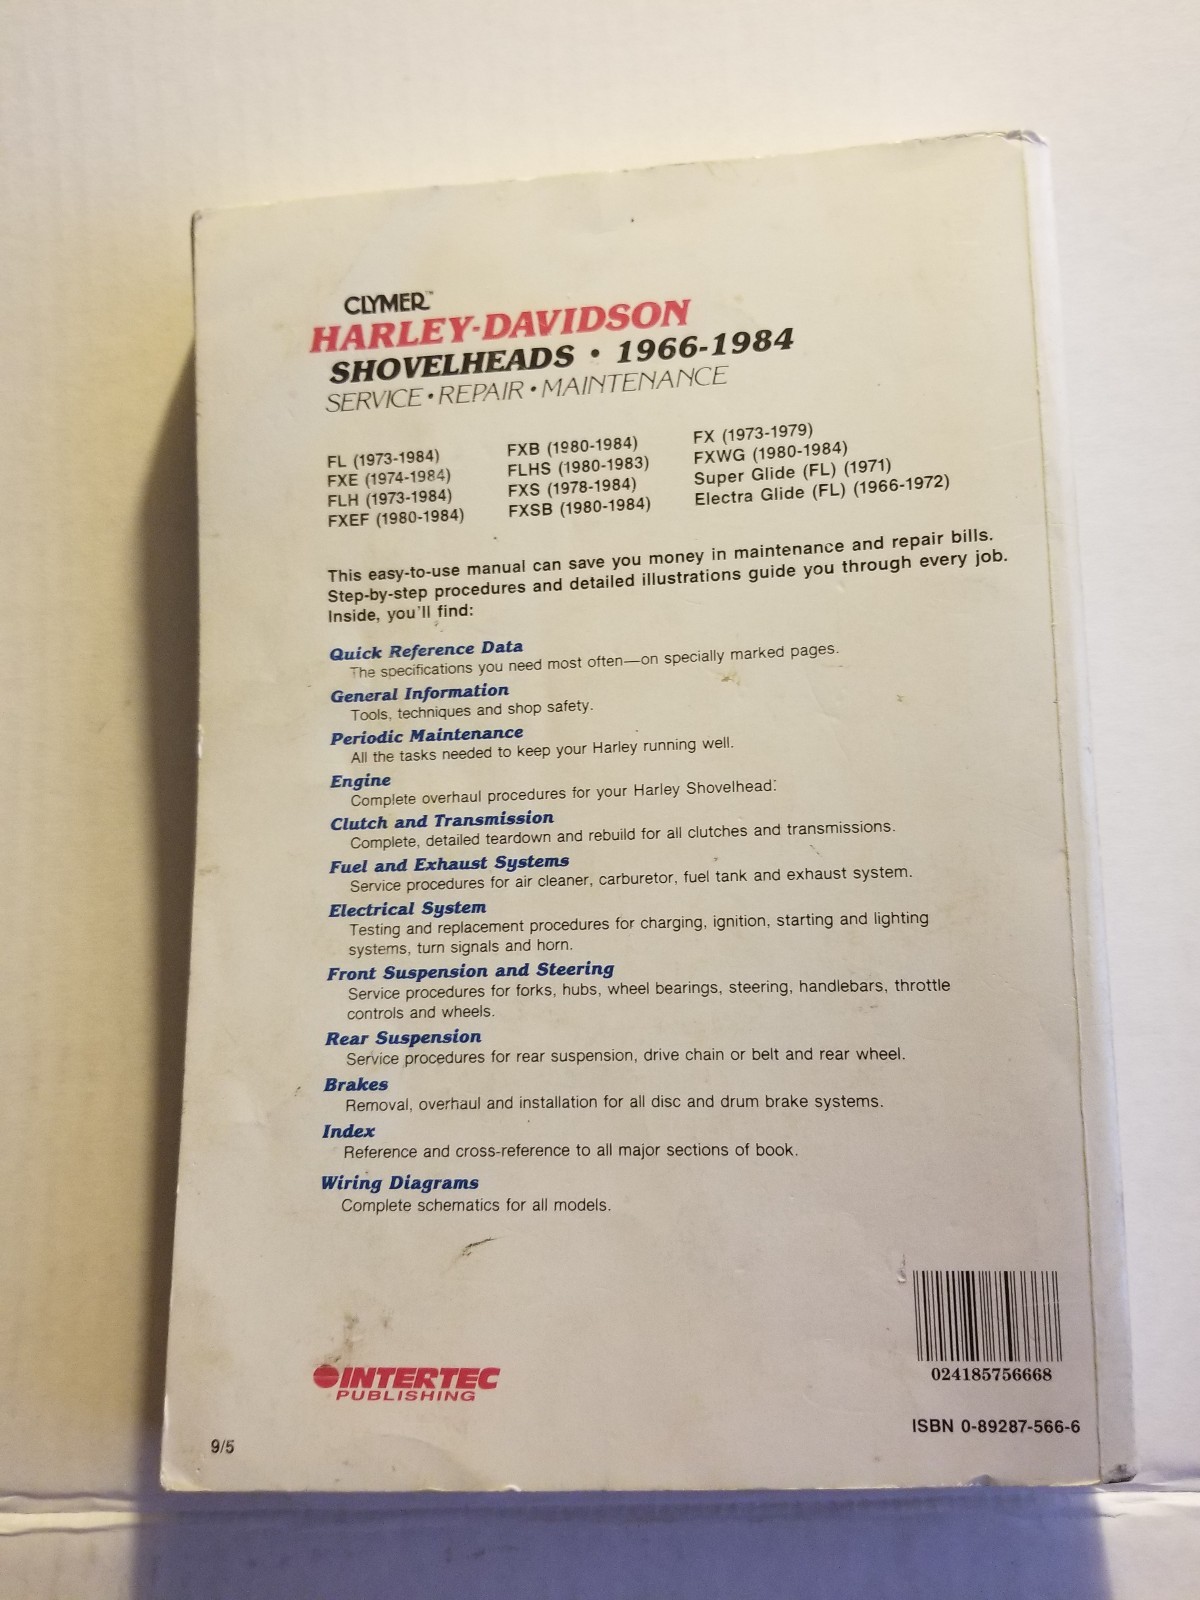 CLYMER™
HARLEY-DAVIDSON
SHOVELHEADS • 1966-1984
SERVICE • REPAIR • MAINTENANCE
FL (1973-1984)
FXE (1974-1984)
FLH (1973-1984)
FXEF (1980-1984)
FXB (1980-1984)
FLHS (1980-1983)
FXS (1978-1984)
FXSB (1980-1984)
FX (1973-1979)
FXWG (1980-1984)
Super Glide (FL) (1971)
Electra Glide (FL) (1966-1972)
This easy-to-use manual can save you money in maintenance and repair bills.
Step-by-step procedures and detailed illustrations guide you through every job.
Inside, you'll find:
Quick Reference Data
The specifications you need most often—on specially marked pages.
General Information
Tools, techniques and shop safety.
Periodic Maintenance
All the tasks needed to keep your Harley running well.
Engine
Complete overhaul procedures for your Harley Shovelhead.
Clutch and Transmission
Complete, detailed teardown and rebuild for all clutches and transmissions.
Fuel and Exhaust Systems
Service procedures for air cleaner, carburetor, fuel tank and exhaust system.
Electrical System
Testing and replacement procedures for charging, ignition, starting and lighting
systems, turn signals and horn.
Front Suspension and Steering
Service procedures for forks, hubs, wheel bearings, steering, handlebars, throttle
controls and wheels.
Rear Suspension
Service procedures for rear suspension, drive chain or belt and rear wheel.
Brakes
Removal, overhaul and installation for all disc and drum brake systems.
Index
Reference and cross-reference to all major sections of book.
Wiring Diagrams
Complete schematics for all models.
INTERTEC
PUBLISHING
024185756668
ISBN 0-89287-566-6
9/5